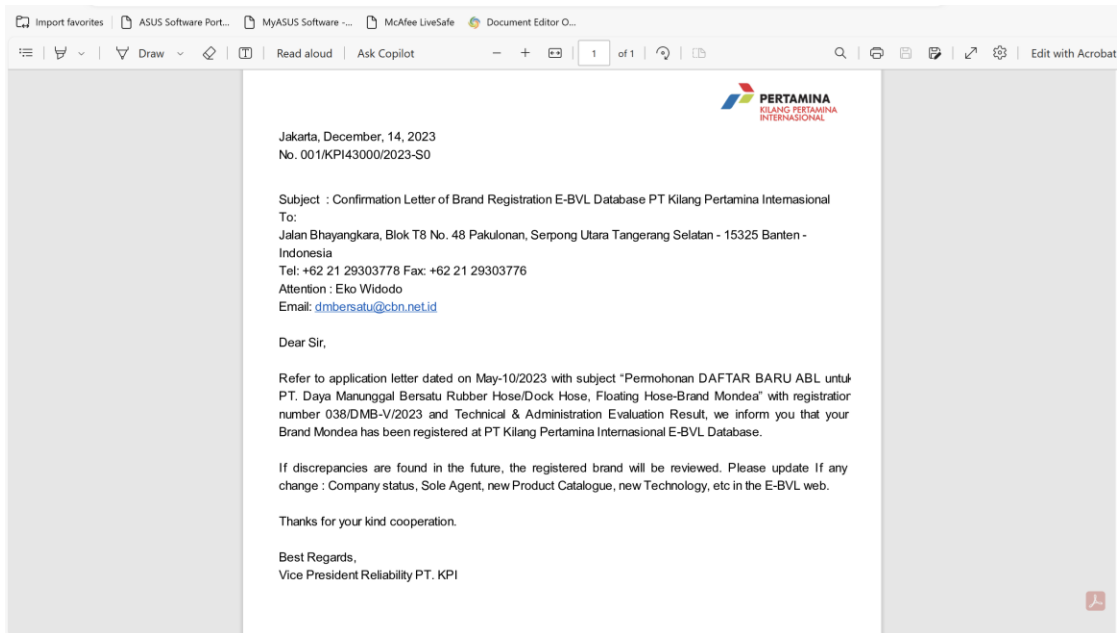 Import favorites ASUS Software Port... MyASUS Software -... McAfee LiveSafe Document Editor O...
Draw Read aloud Ask Copilot 1 of 1 Edit with Acrobat
PERTAMINA
KILANG PERTAMINA
INTERNASIONAL
Jakarta, December, 14, 2023
No. 001/KPI43000/2023-S0
Subject : Confirmation Letter of Brand Registration E-BVL Database PT Kilang Pertamina Internasional
To:
Jalan Bhayangkara, Blok T8 No. 48 Pakulonan, Serpong Utara Tangerang Selatan - 15325 Banten -
Indonesia
Tel: +62 21 29303778 Fax: +62 21 29303776
Attention : Eko Widodo
Email: dmbersatu@cbn.net.id
Dear Sir,
Refer to application letter dated on May-10/2023 with subject “Permohonan DAFTAR BARU ABL untuk
PT. Daya Manunggal Bersatu Rubber Hose/Dock Hose, Floating Hose-Brand Mondea” with registration
number 038/DMB-V/2023 and Technical & Administration Evaluation Result, we inform you that your
Brand Mondea has been registered at PT Kilang Pertamina Internasional E-BVL Database.
If discrepancies are found in the future, the registered brand will be reviewed. Please update If any
change : Company status, Sole Agent, new Product Catalogue, new Technology, etc in the E-BVL web.
Thanks for your kind cooperation.
Best Regards,
Vice President Reliability PT. KPI